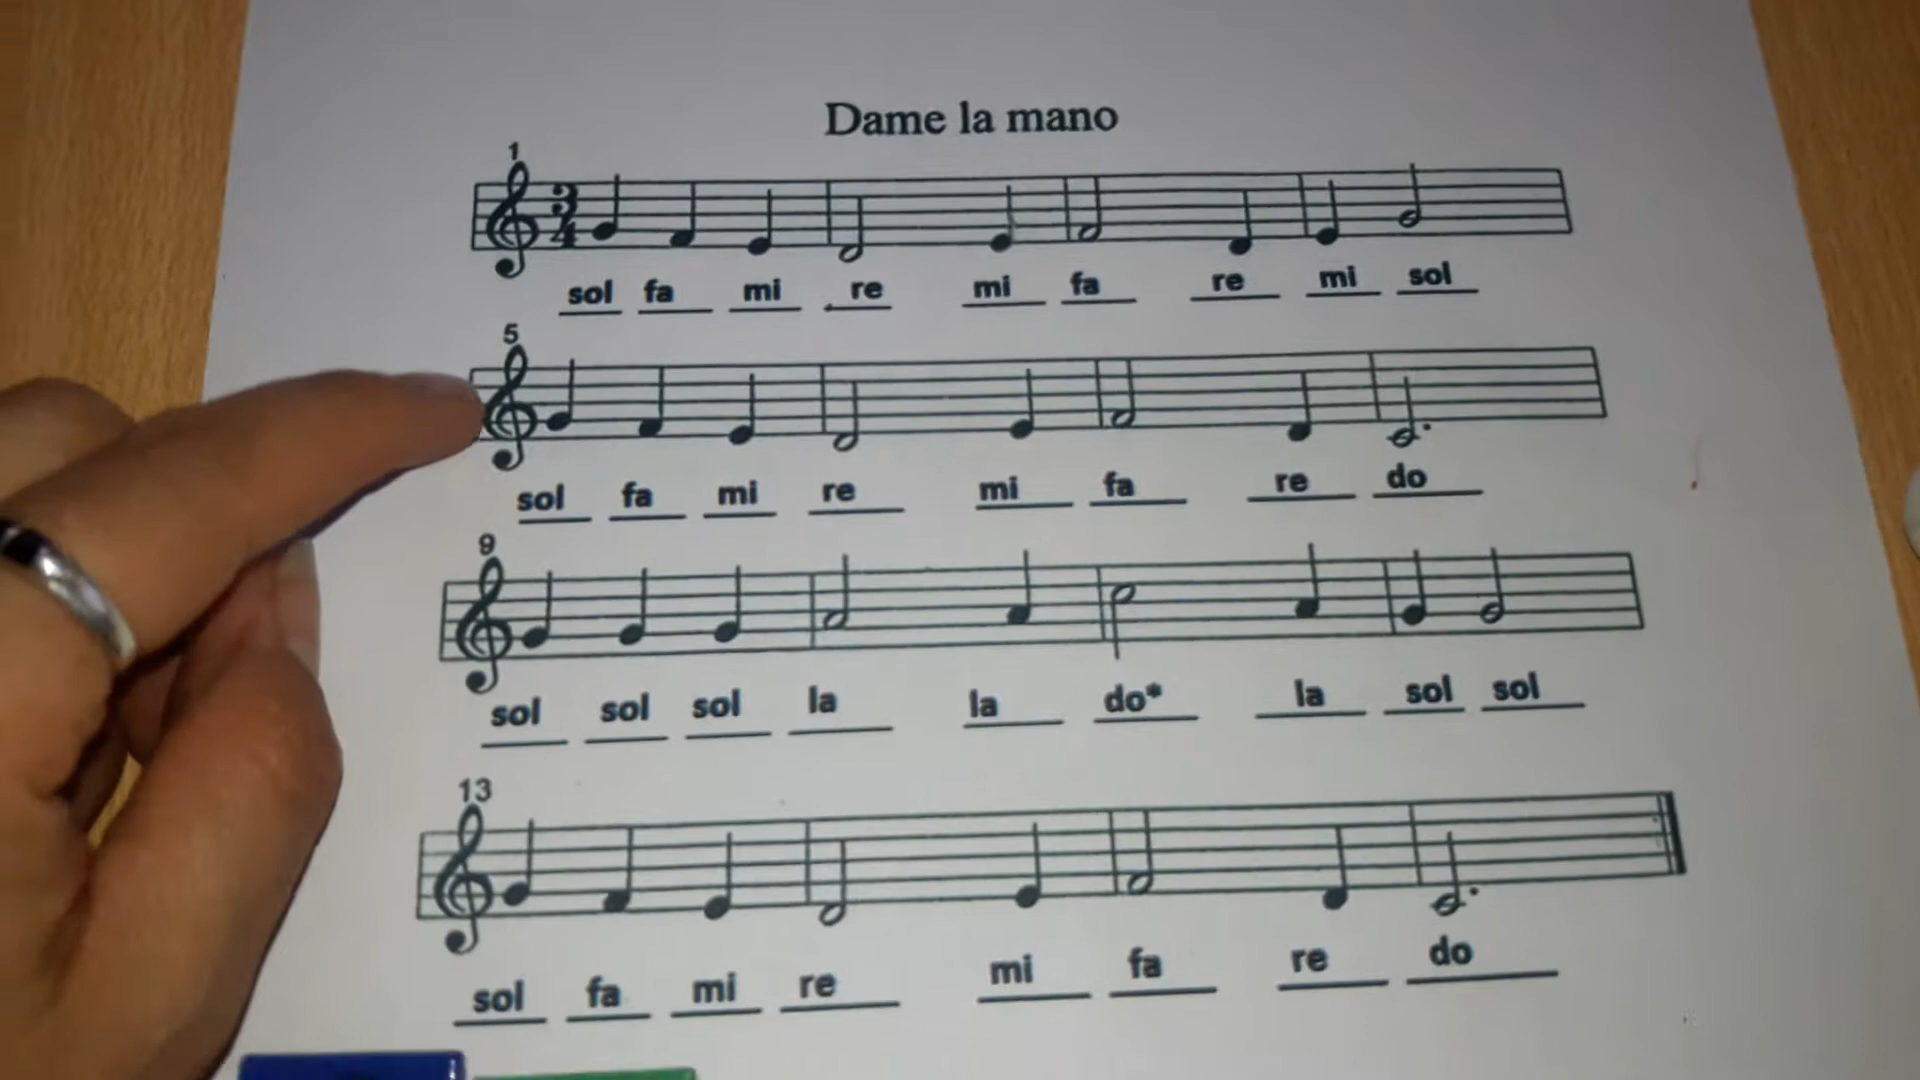 Dame la mano
1
3
4
sol fa mi re mi fa re mi sol
5
sol fa mi re mi fa re do
9
sol sol sol la la do* la sol sol
13
sol fa mi re mi fa re do